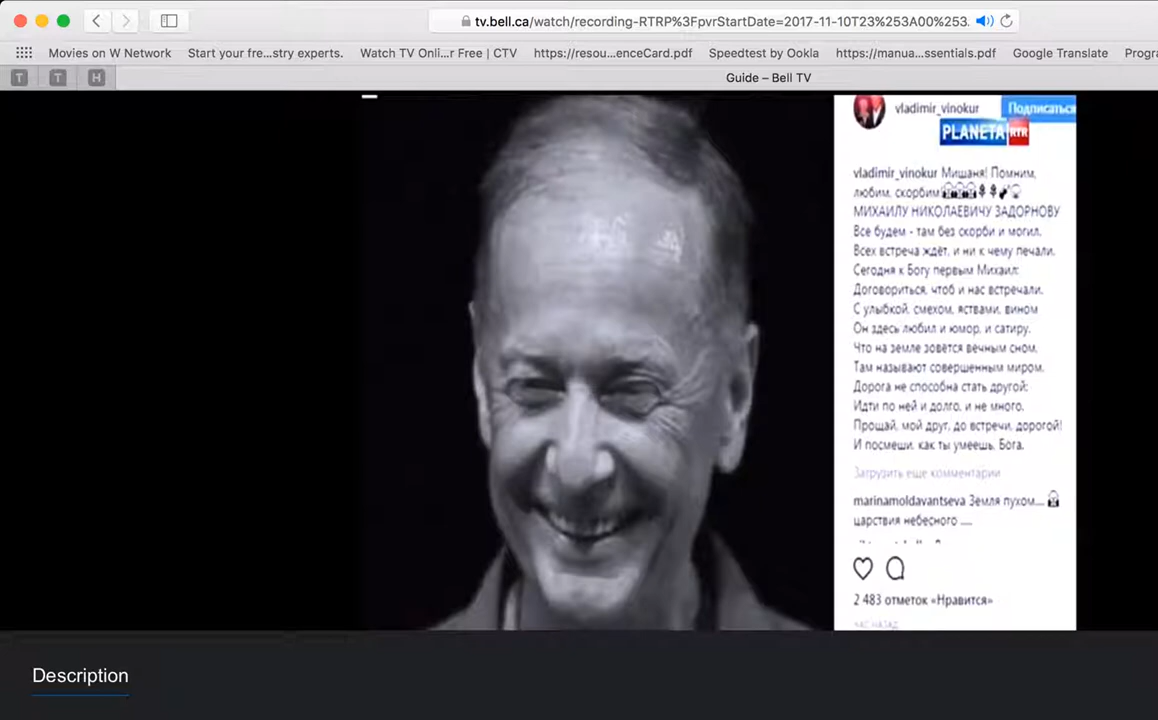 tv.bell.ca/watch/recording-RTRP%3FpvrStartDate=2017-11-10T23%253A00%253.
Movies on W Network Start your fre...stry experts. Watch TV Onli...r Free | CTV https://resou...enceCard.pdf Speedtest by Ookla https://manua...ssentials.pdf Google Translate Progra
T T H Guide – Bell TV
vladimir_vinokur Подписаться
PLANETA RTR
vladimir_vinokur Мишаня! Помним,
любим, скорбим
МИХАИЛУ НИКОЛАЕВИЧУ ЗАДОРНОВУ
Все будем - там без скорби и могил.
Всех встреча ждёт, и ни к чему печали.
Сегодня к Богу первым Михаил:
Договориться, чтоб и нас встречали.
С улыбкой, смехом, яствами, вином
Он здесь любил и юмор, и сатиру.
Что на земле зовётся вечным сном,
Там называют совершенным миром.
Дорога не способна стать другой:
Идти по ней и долго, и не много.
Прощай, мой друг, до встречи, дорогой!
И посмеши, как ты умеешь, Бога.
Загрузить еще комментарии
marinamoldavantseva Земля пухом....
царствия небесного ....
2 483 отметок «Нравится»
ЧАС НАЗАД
Description